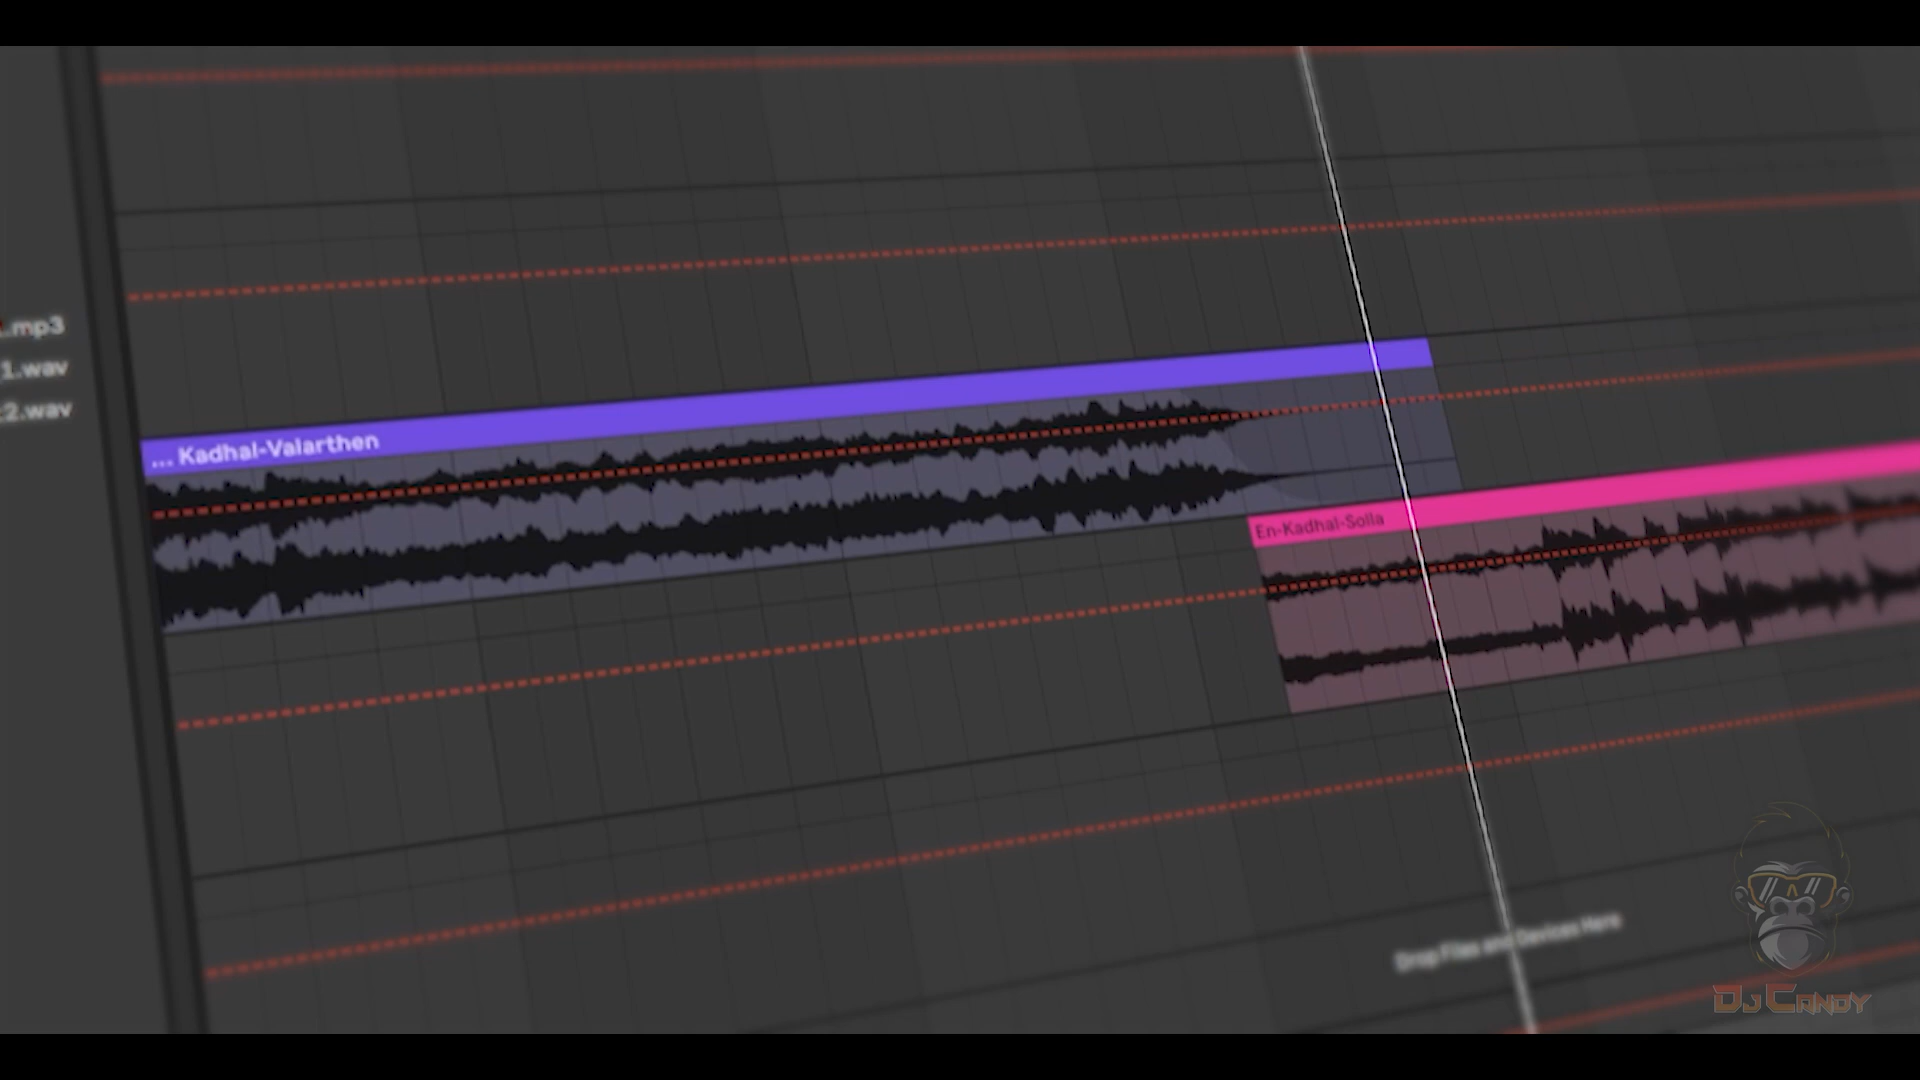 .mp3
1.wav
2.wav
... Kadhal-Valarthen
En-Kadhal-Solla
Drop Files and Devices Here
DJ CANDY